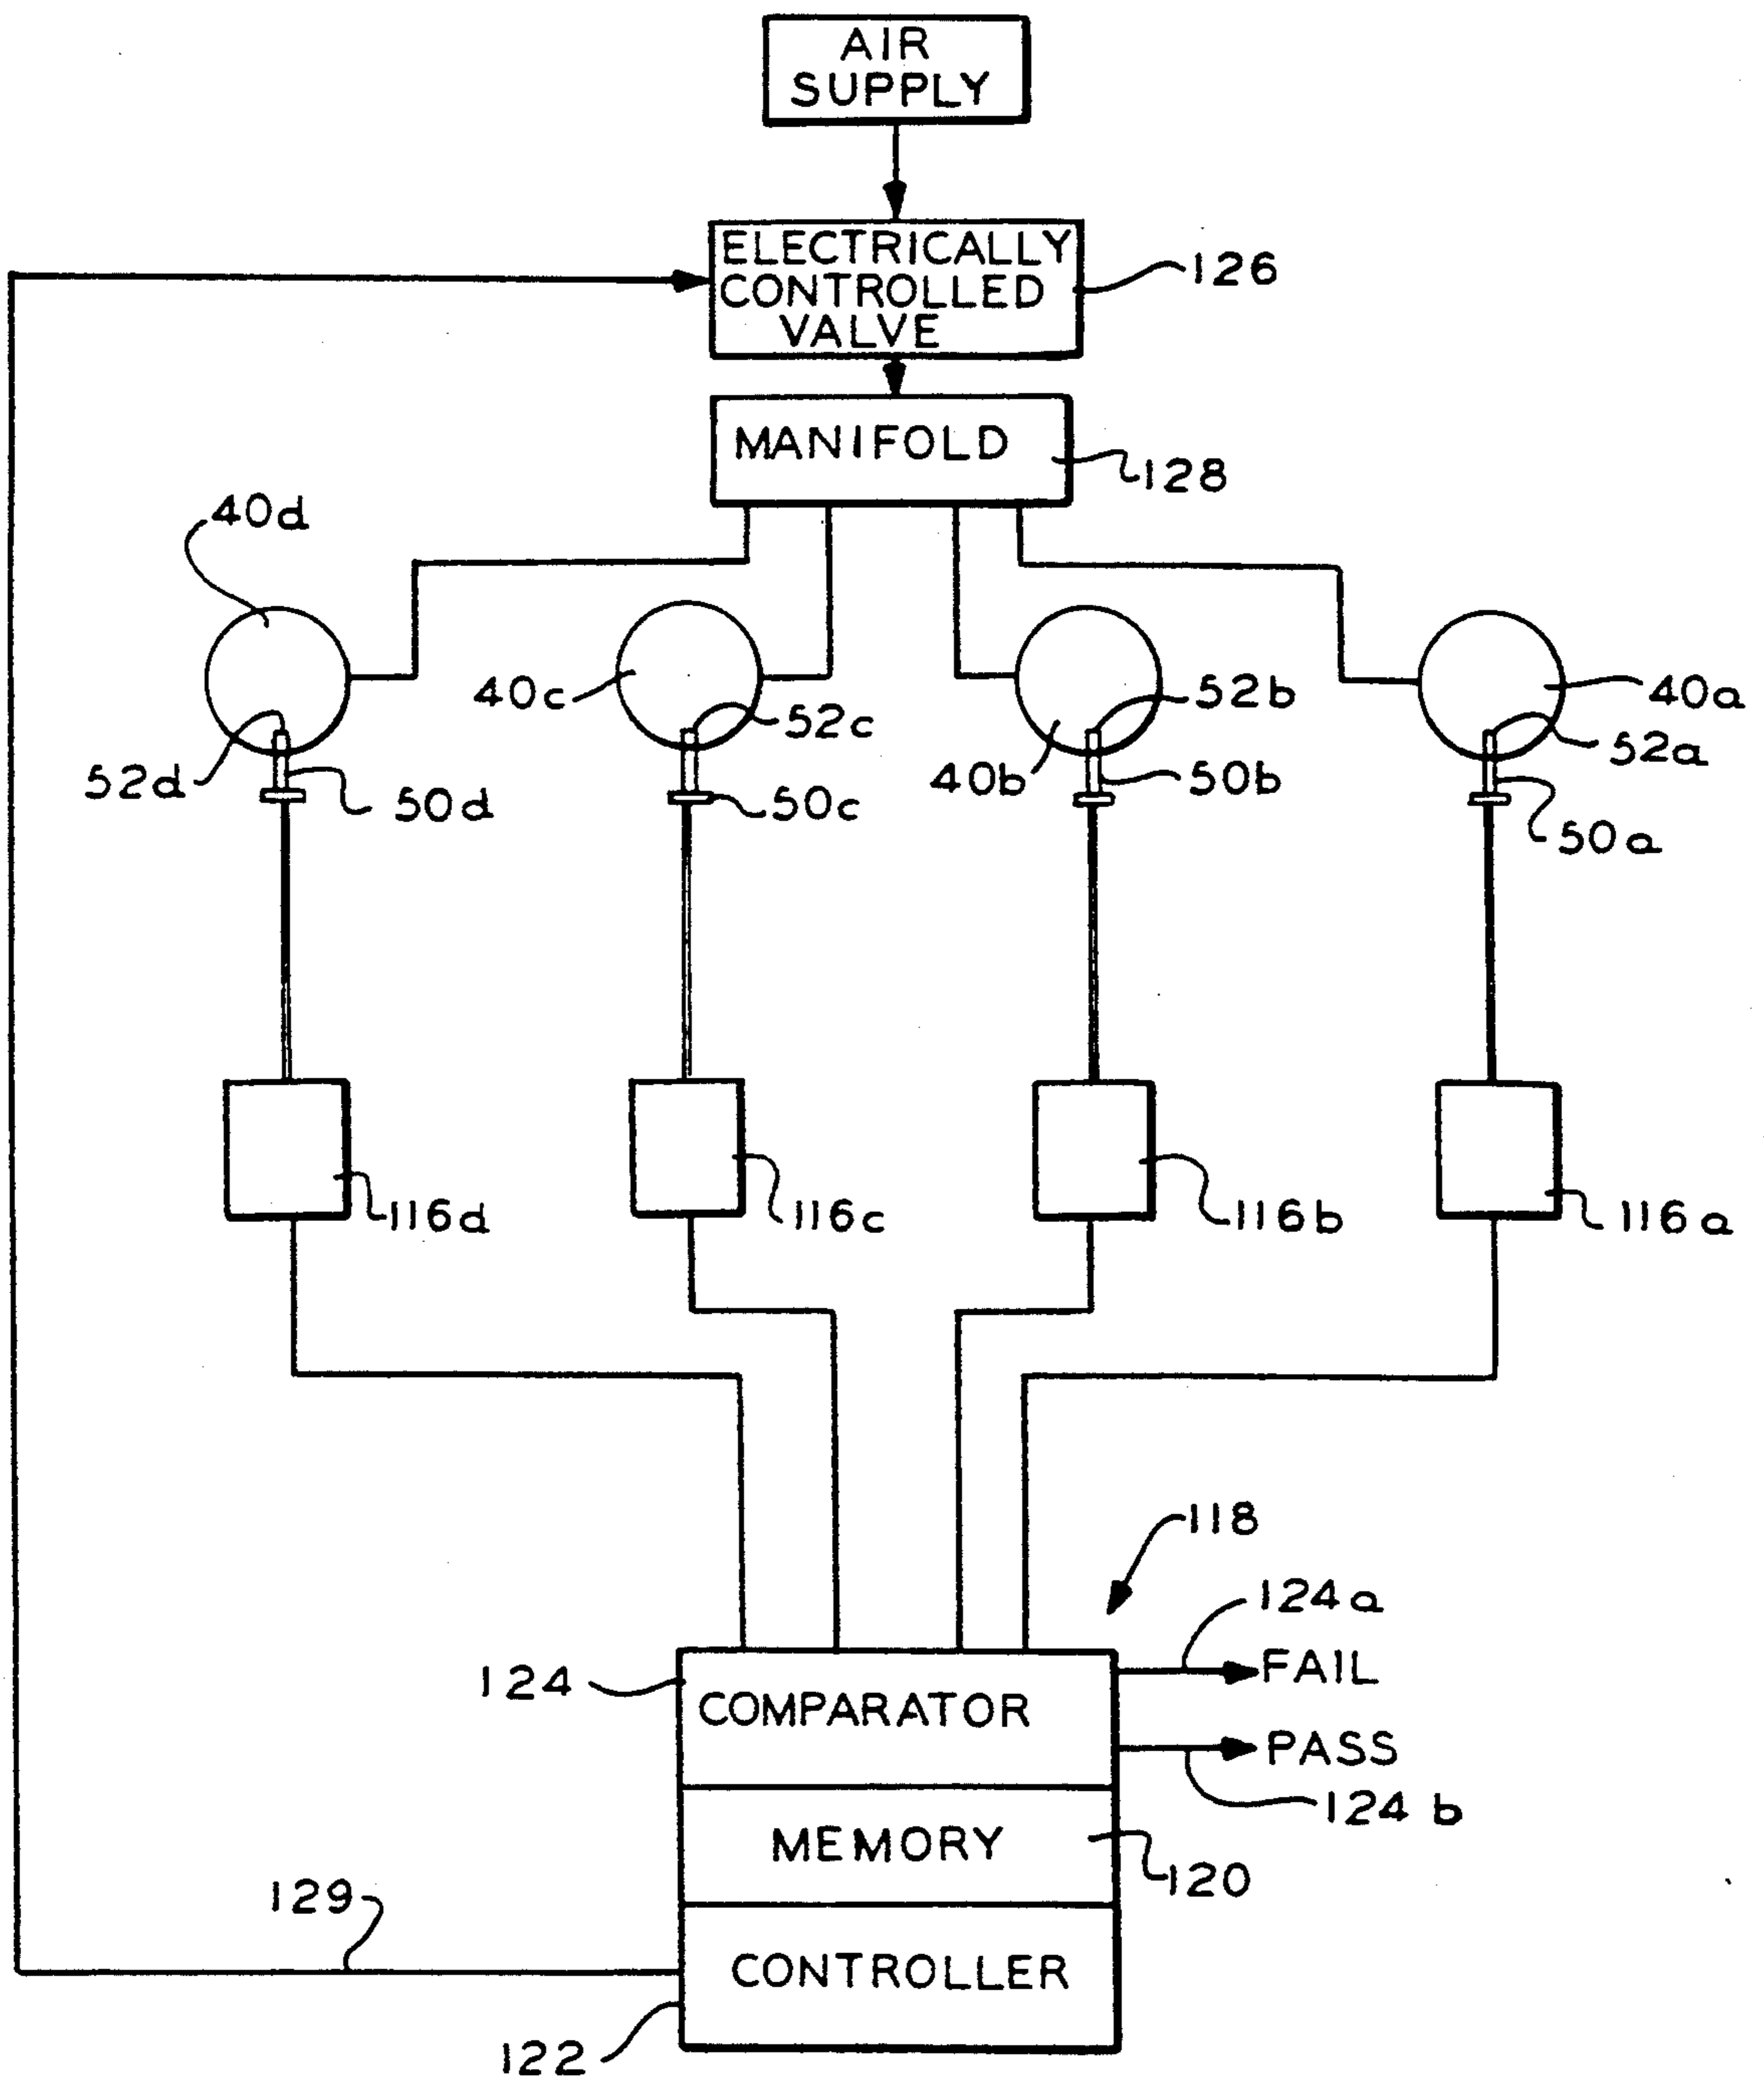 AIR
SUPPLY
ELECTRICALLY
CONTROLLED
VALVE
126
MANIFOLD
128
40d
40c
52c
52b
40a
52d
50d
50c
40b
50b
52a
50a
116d
116c
116b
116a
118
124a
FAIL
124
COMPARATOR
PASS
124 b
MEMORY
120
129
CONTROLLER
122